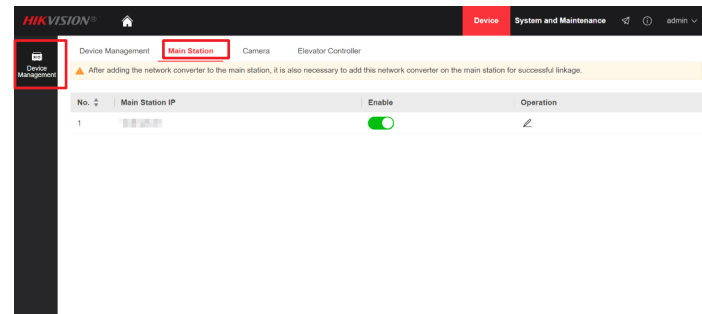 HIKVISION®
Device
System and Maintenance
admin
Device Management
Device Management
Main Station
Camera
Elevator Controller
After adding the network converter to the main station, it is also necessary to add this network converter on the main station for successful linkage.
No.
Main Station IP
Enable
Operation
1